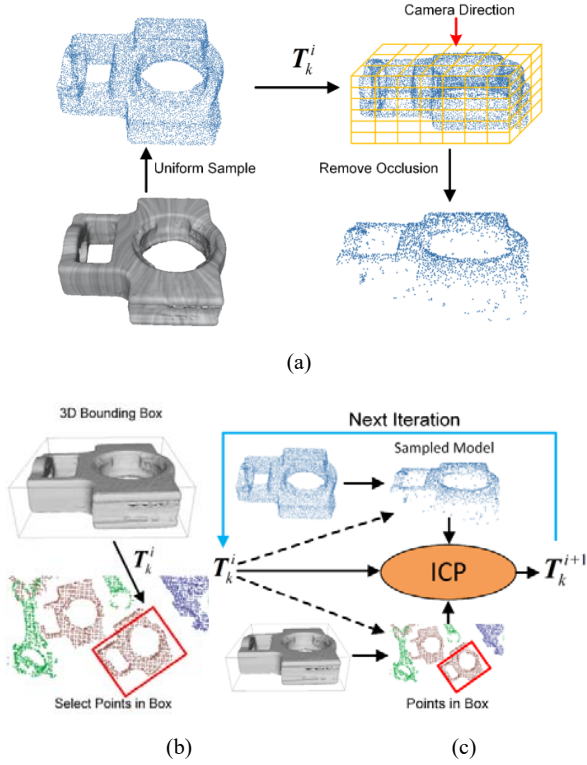 Camera Direction
T_k^i
Uniform Sample
Remove Occlusion
(a)
3D Bounding Box
T_k^i
Select Points in Box
(b)
Next Iteration
Sampled Model
T_k^i
ICP
T_k^{i+1}
Points in Box
(c)